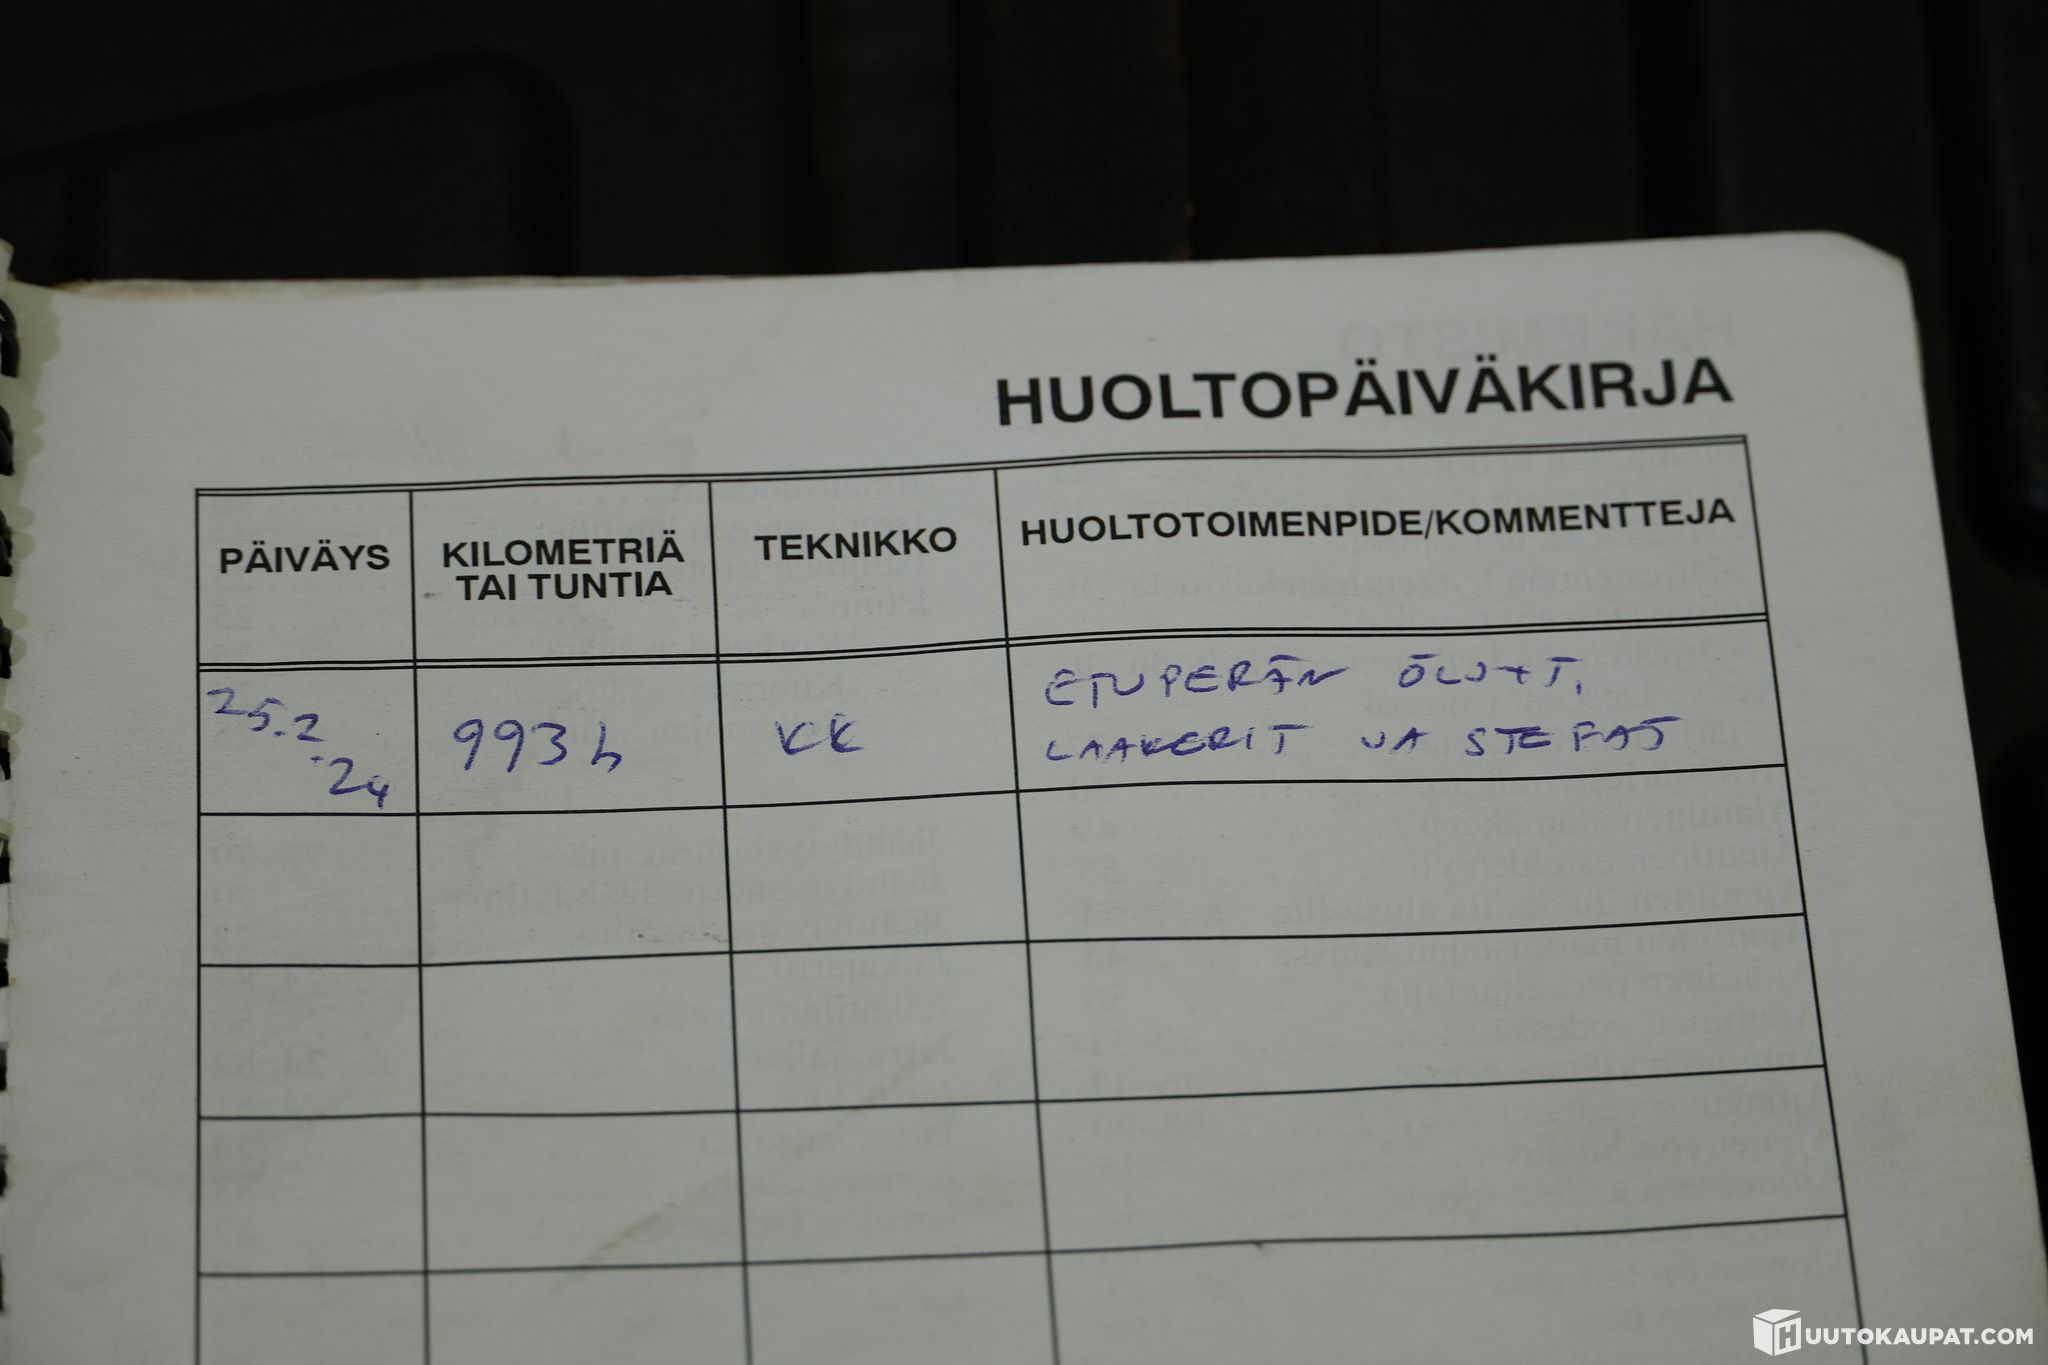 HUOLTOPÄIVÄKIRJA
PÄIVÄYS
KILOMETRIÄ
TAI TUNTIA
TEKNIKKO
HUOLTOTOIMENPIDE/KOMMENTTEJA
25.2
.24
993 h
KK
ETUPERÄN ÖLJYT,
LAAKERIT JA STEFAT
HUUTOKAUPAT.COM